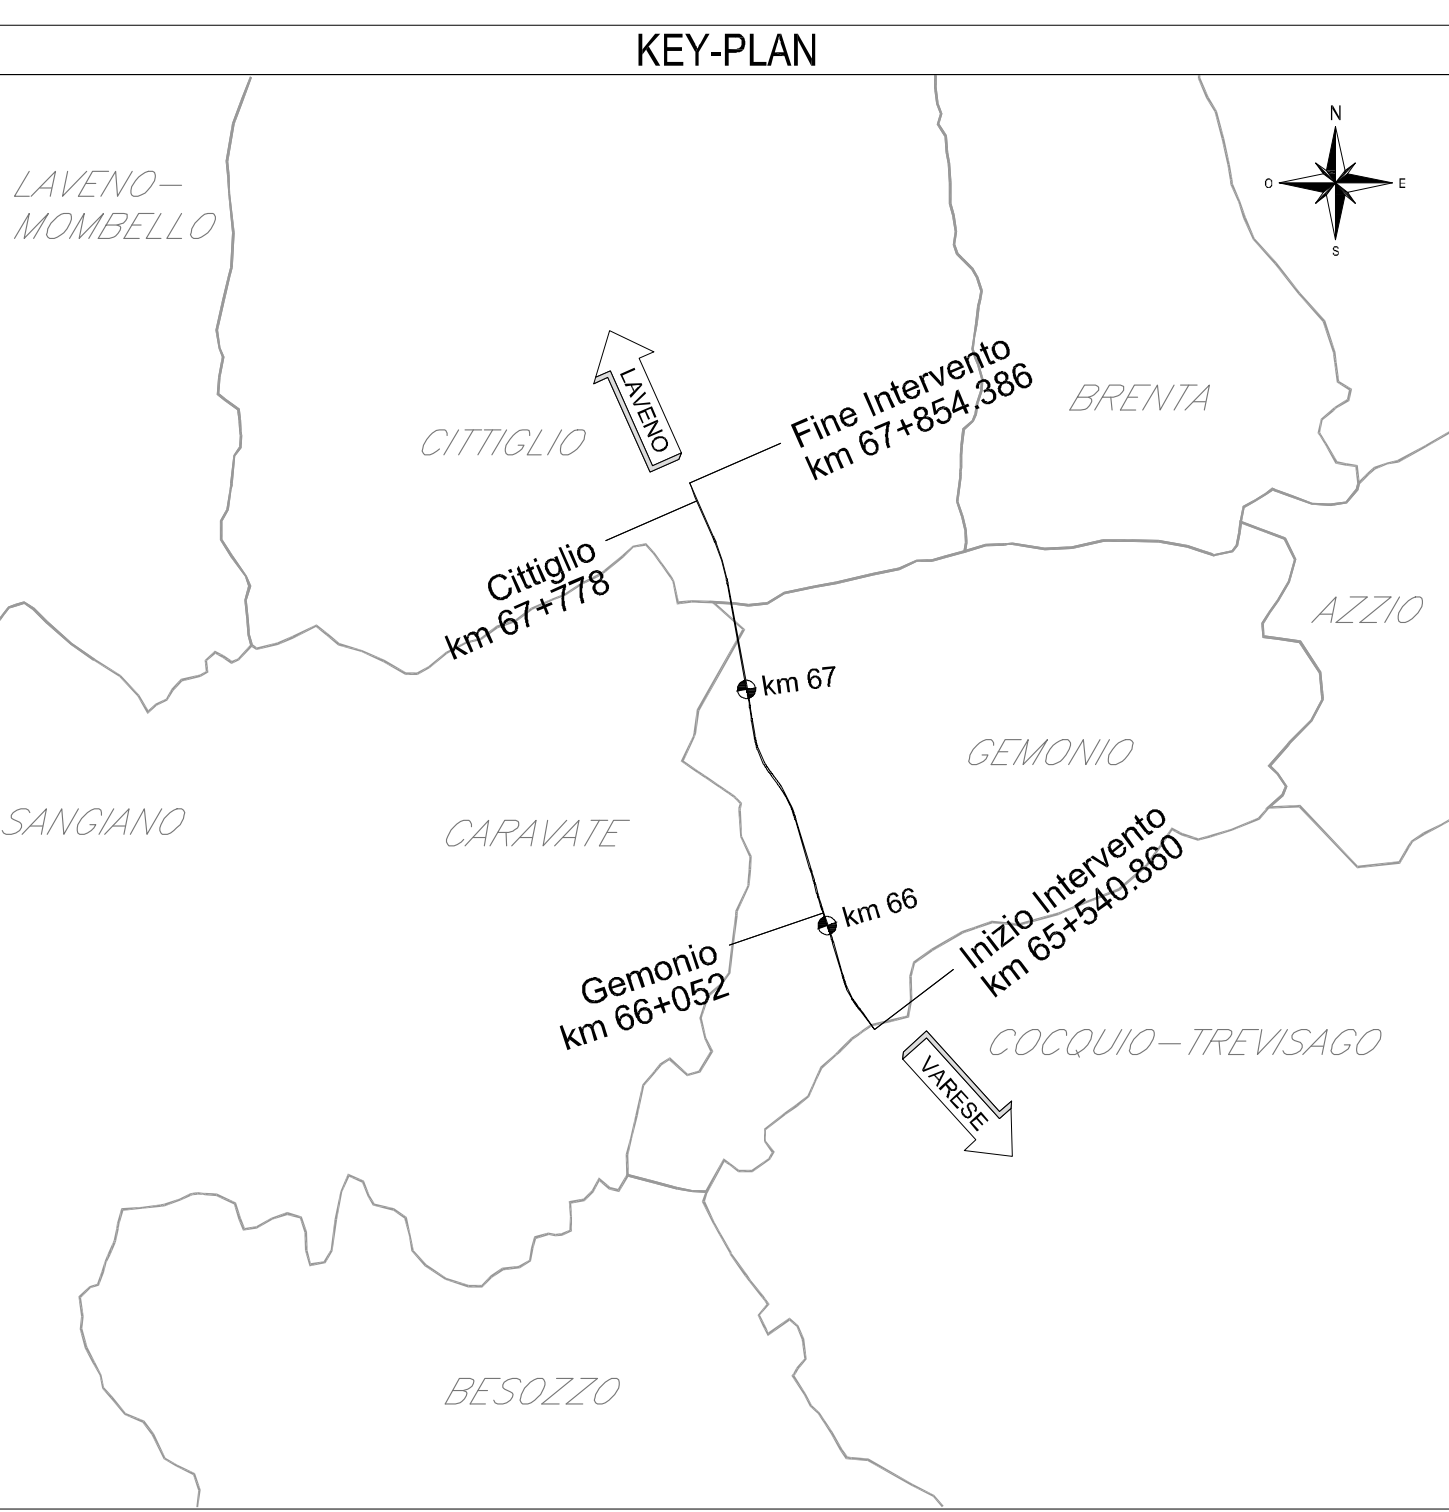 KEY-PLAN
N
O
E
S
LAVENO-
MOMBELLO
LAVENO
Fine Intervento
km 67+854.386
BRENTA
CITTIGLIO
Cittiglio
km 67+778
AZZIO
km 67
GEMONIO
SANGIANO
CARAVATE
Inizio Intervento
km 65+540.860
km 66
Gemonio
km 66+052
COCQUIO-TREVISAGO
VARESE
BESOZZO